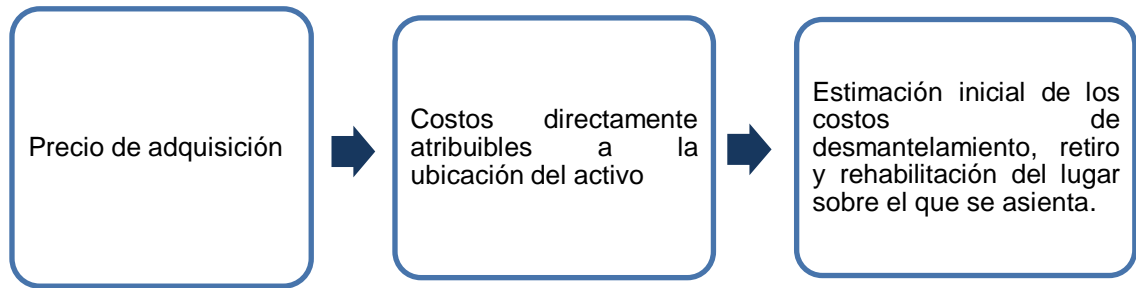 Precio de adquisición
Costos directamente
atribuibles a la
ubicación del activo
Estimación inicial de los
costos de
desmantelamiento, retiro
y rehabilitación del lugar
sobre el que se asienta.